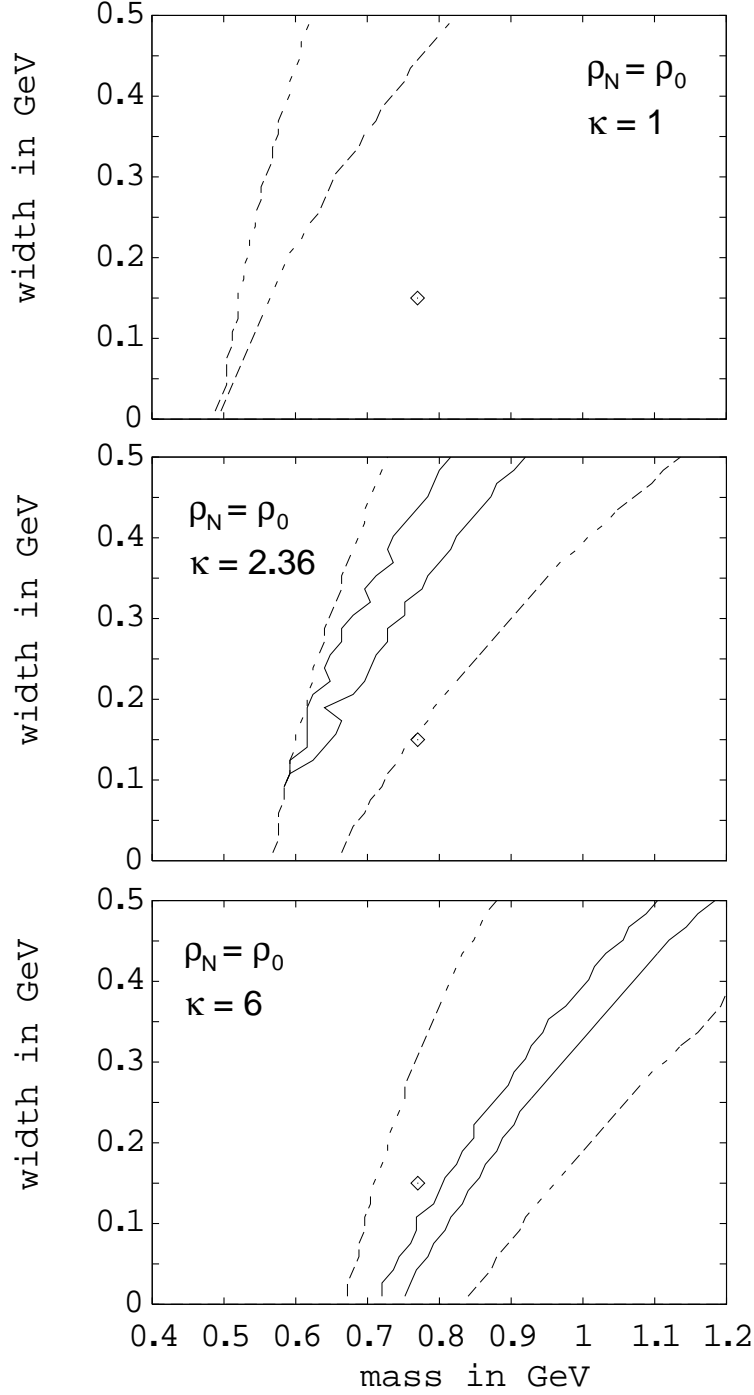 0.5
0.4
0.3
0.2
0.1
0
width in GeV
ρN = ρ0
κ = 1
0.5
0.4
0.3
0.2
0.1
0
width in GeV
ρN = ρ0
κ = 2.36
0.5
0.4
0.3
0.2
0.1
0
width in GeV
ρN = ρ0
κ = 6
0.4 0.5 0.6 0.7 0.8 0.9 1 1.1 1.2
mass in GeV